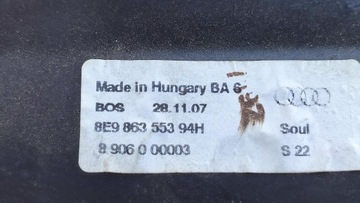 Made in Hungary BA 6
BOS 28.11.07
8E9 863 553 94H Soul
8 906 0 00003 S 22